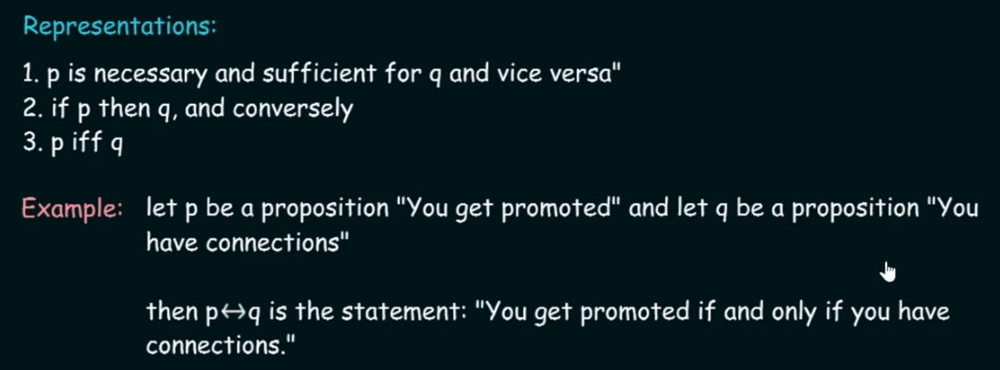 Representations:
1. p is necessary and sufficient for q and vice versa"
2. if p then q, and conversely
3. p iff q
Example: let p be a proposition "You get promoted" and let q be a proposition "You
have connections"
then p↔q is the statement: "You get promoted if and only if you have
connections."